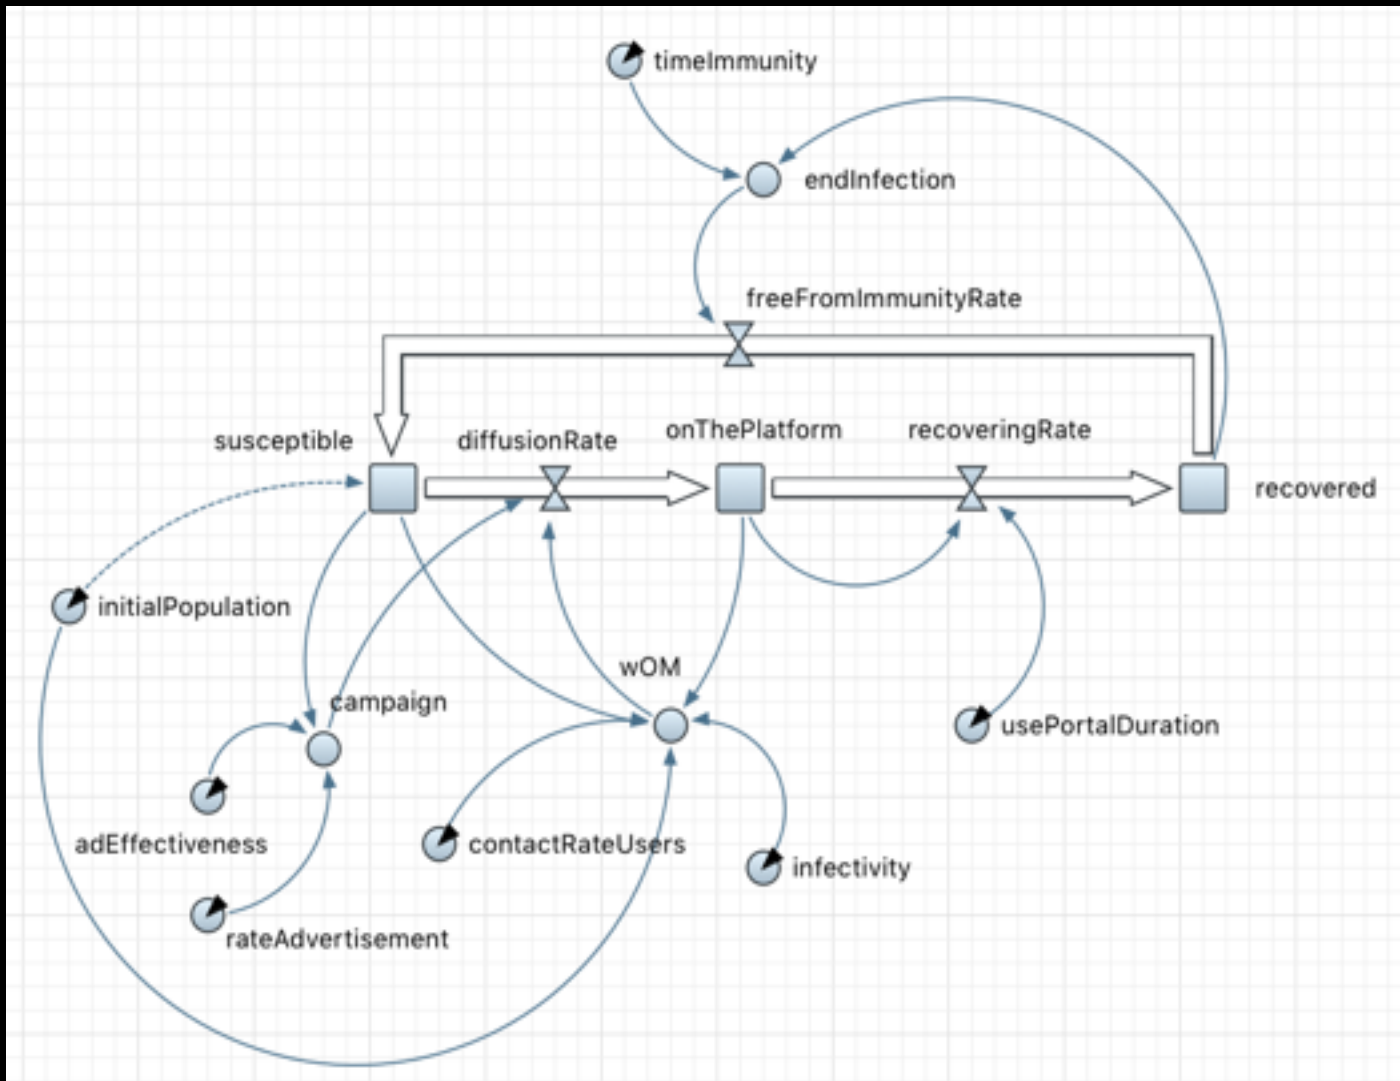 timeImmunity
endInfection
freeFromImmunityRate
susceptible
diffusionRate
onThePlatform
recoveringRate
recovered
initialPopulation
wOM
campaign
usePortalDuration
adEffectiveness
contactRateUsers
infectivity
rateAdvertisement